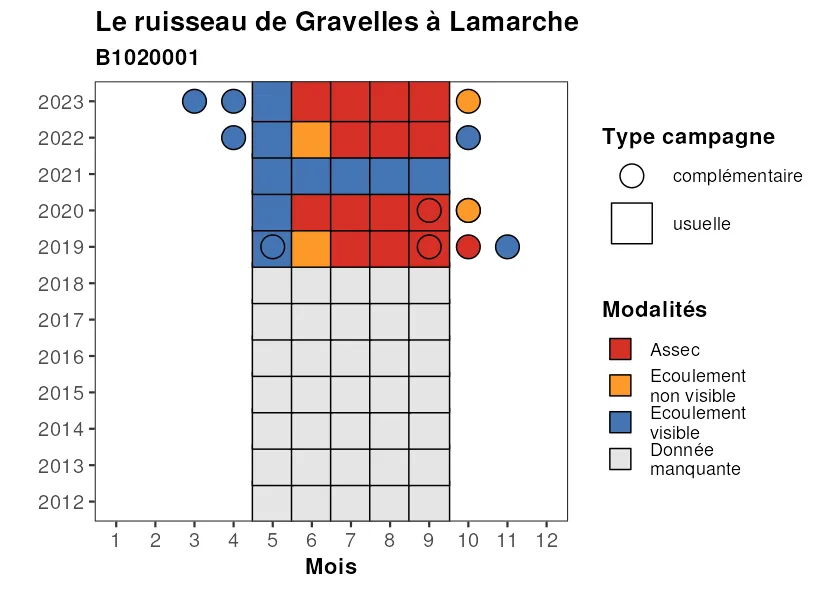 Le ruisseau de Gravelles à Lamarche
B1020001
2023
2022
2021
2020
2019
2018
2017
2016
2015
2014
2013
2012
1 2 3 4 5 6 7 8 9 10 11 12
Mois
Type campagne
complémentaire
usuelle
Modalités
Assec
Ecoulement
non visible
Ecoulement
visible
Donnée
manquante